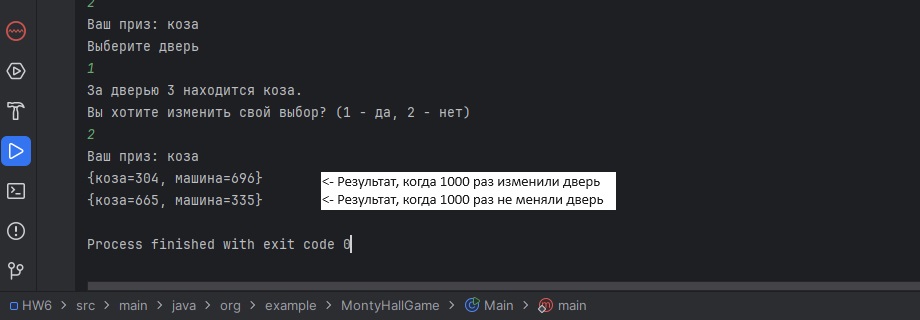 2
Ваш приз: коза
Выберите дверь
1
За дверью 3 находится коза.
Вы хотите изменить свой выбор? (1 - да, 2 - нет)
2
Ваш приз: коза
{коза=304, машина=696} <- Результат, когда 1000 раз изменили дверь
{коза=665, машина=335} <- Результат, когда 1000 раз не меняли дверь
Process finished with exit code 0
HW6 > src > main > java > org > example > MontyHallGame > Main > main